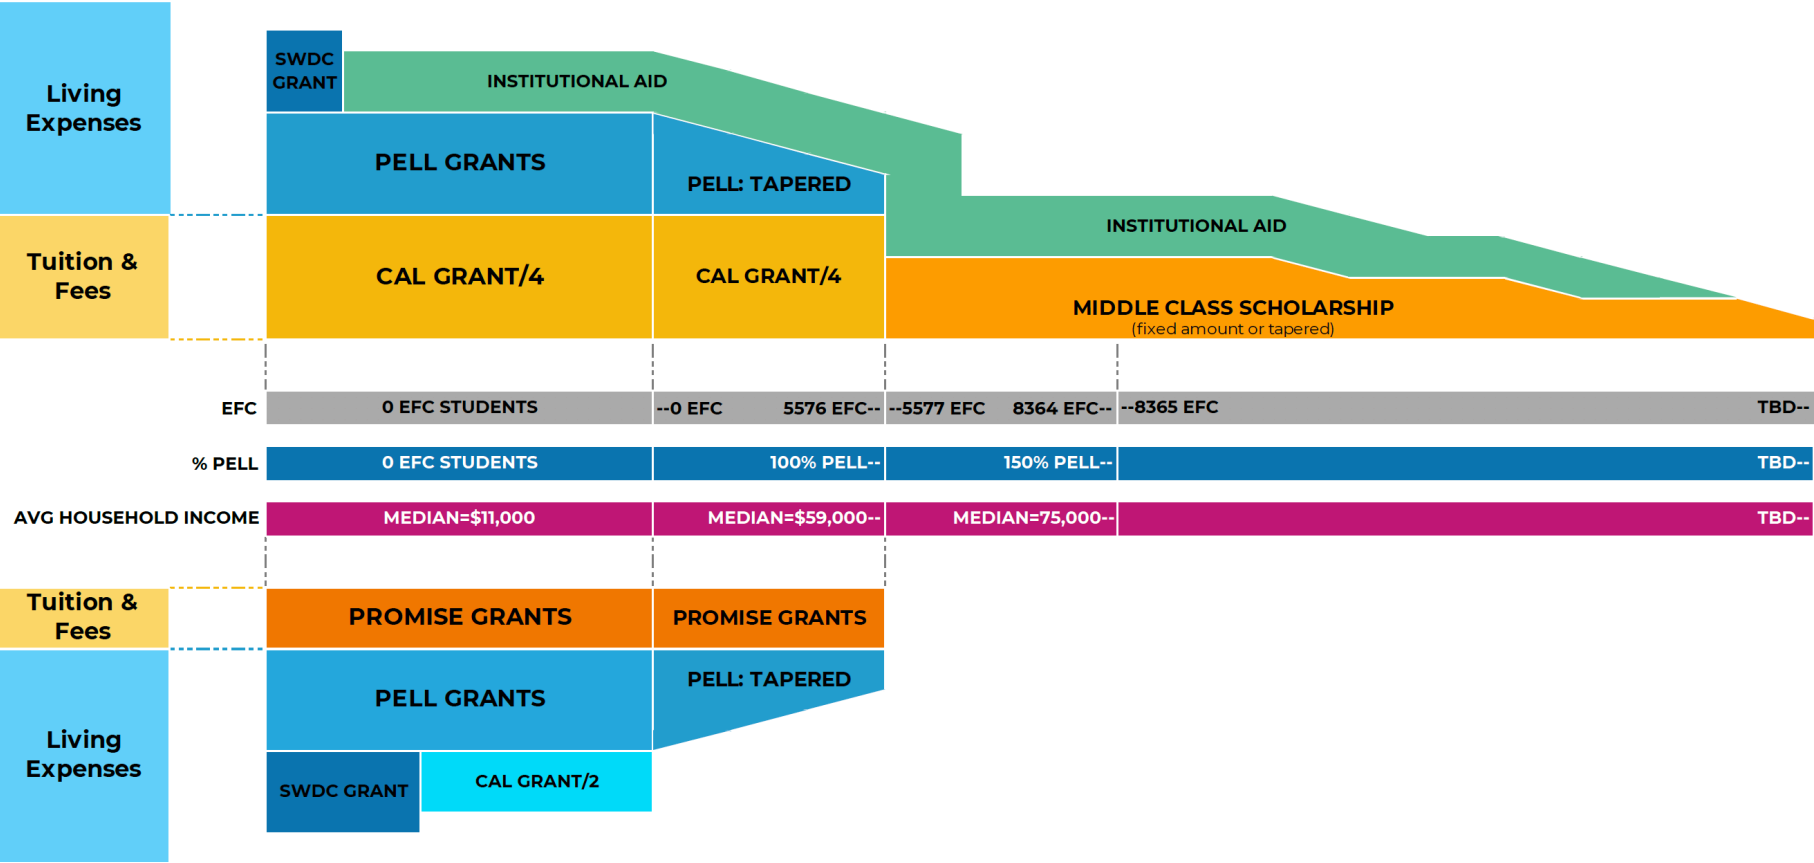 Living
Expenses
SWDC
GRANT
INSTITUTIONAL AID
PELL GRANTS
PELL: TAPERED
Tuition &
Fees
CAL GRANT/4
CAL GRANT/4
INSTITUTIONAL AID
MIDDLE CLASS SCHOLARSHIP
(fixed amount or tapered)
EFC
0 EFC STUDENTS
--0 EFC
5576 EFC--
--5577 EFC
8364 EFC--
--8365 EFC
TBD--
% PELL
0 EFC STUDENTS
100% PELL--
150% PELL--
TBD--
AVG HOUSEHOLD INCOME
MEDIAN=$11,000
MEDIAN=$59,000--
MEDIAN=75,000--
TBD--
Tuition &
Fees
PROMISE GRANTS
PROMISE GRANTS
Living
Expenses
PELL GRANTS
PELL: TAPERED
SWDC GRANT
CAL GRANT/2